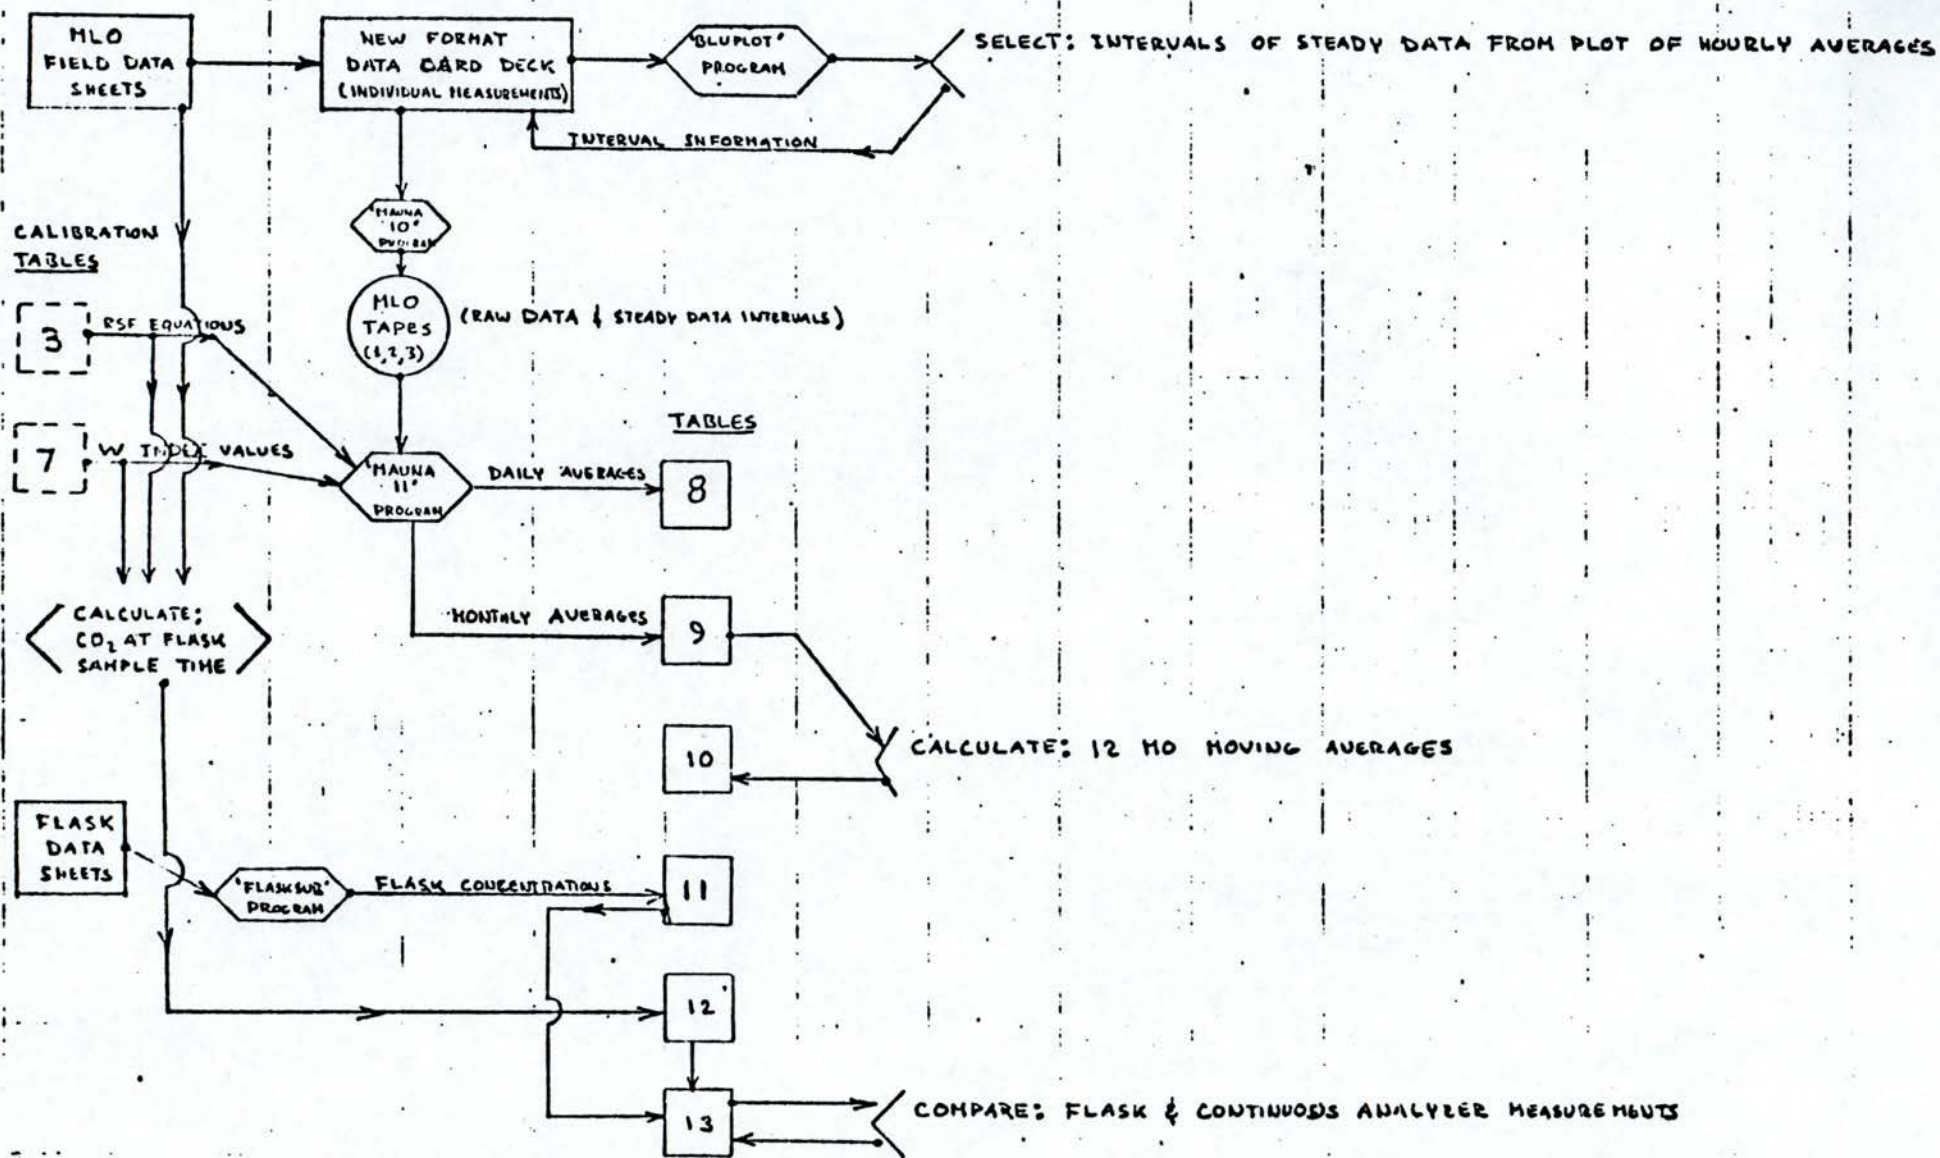 MLO
FIELD DATA
SHEETS
NEW FORMAT
DATA CARD DECK
(INDIVIDUAL MEASUREMENTS)
"BLUPLOT"
PROGRAM
SELECT: INTERVALS OF STEADY DATA FROM PLOT OF HOURLY AVERAGES
INTERVAL INFORMATION
"MAUNA
10"
PROGRAM
CALIBRATION
TABLES
MLO
TAPES
(1,2,3)
(RAW DATA & STEADY DATA INTERVALS)
3
RSF EQUATIONS
7
W INDEX VALUES
"MAUNA
11"
PROGRAM
DAILY AVERAGES
TABLES
8
CALCULATE:
CO2 AT FLASK
SAMPLE TIME
MONTHLY AVERAGES
9
10
CALCULATE: 12 MO MOVING AVERAGES
FLASK
DATA
SHEETS
"FLASKSUB"
PROGRAM
FLASK CONCENTRATIONS
11
12
13
COMPARE: FLASK & CONTINUOUS ANALYZER MEASUREMENTS